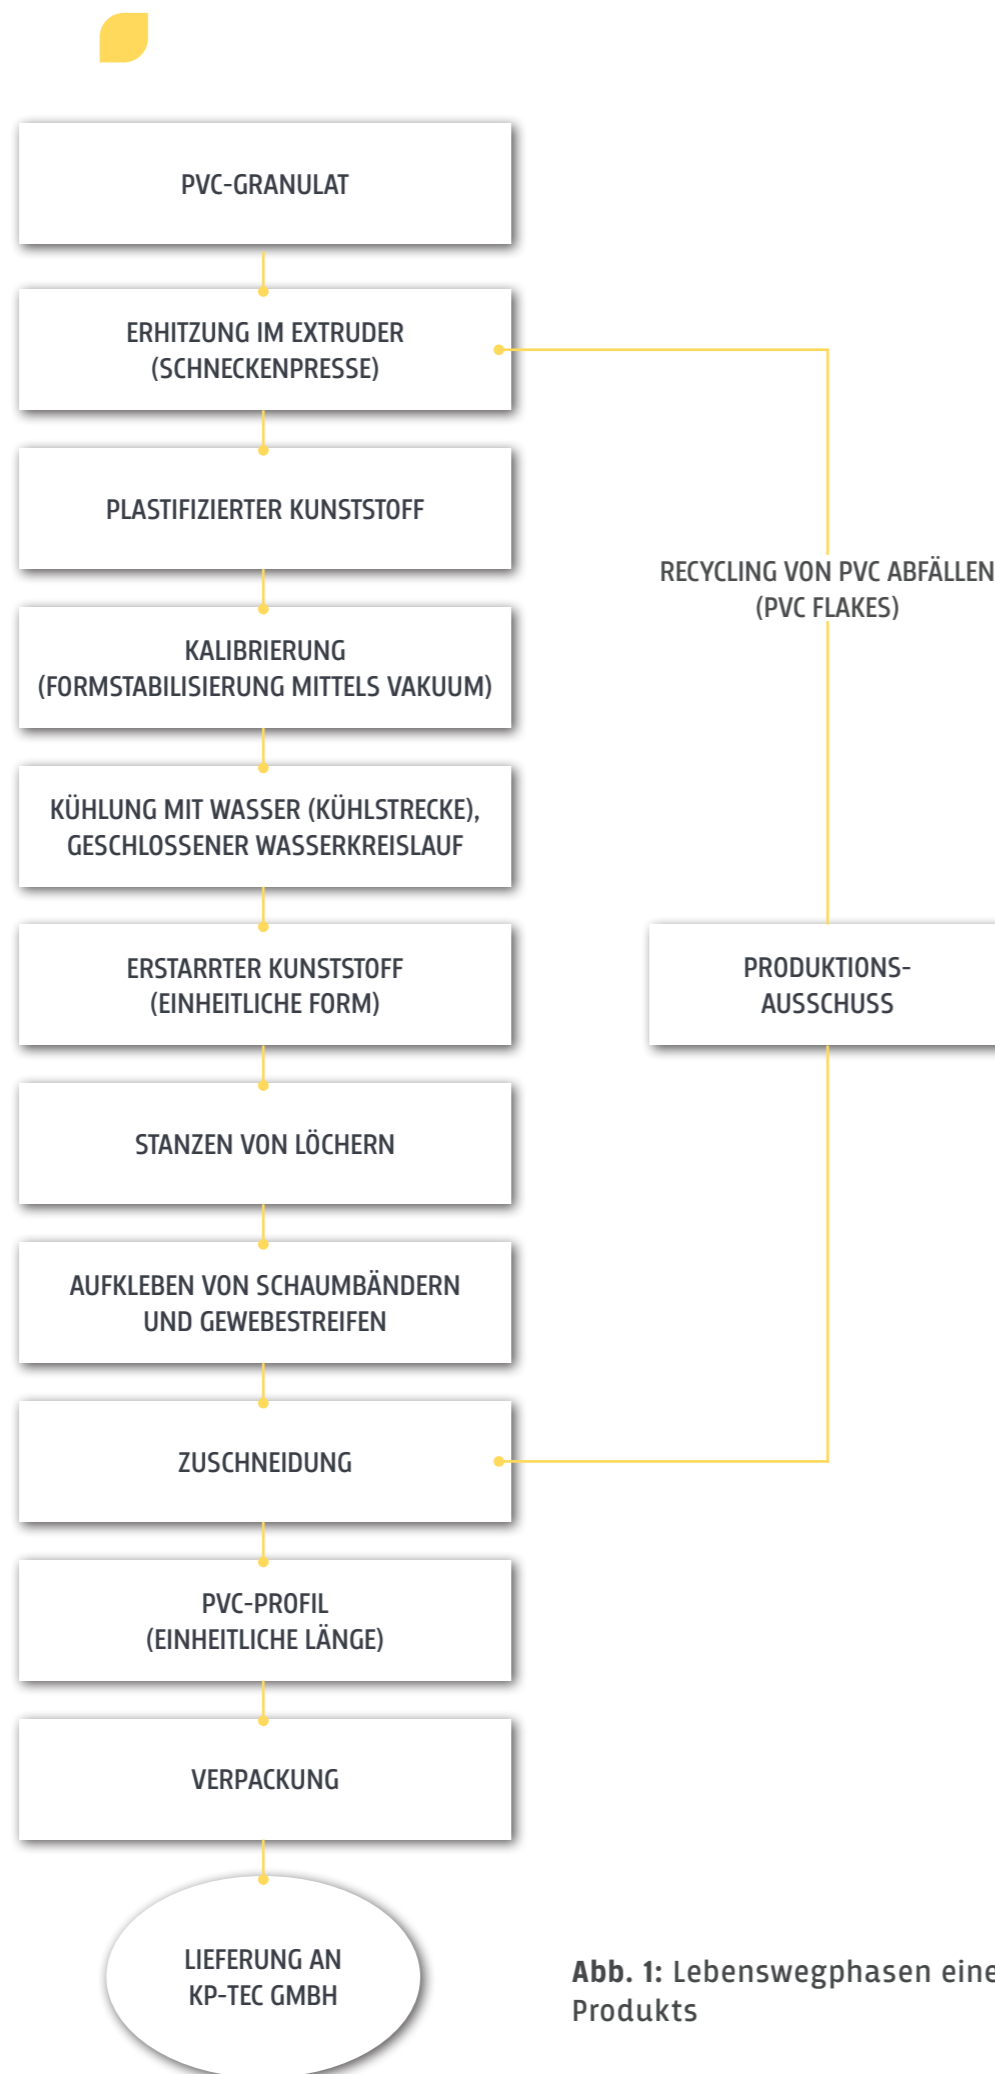 PVC-GRANULAT
ERHITZUNG IM EXTRUDER
(SCHNECKENPRESSE)
PLASTIFIZIERTER KUNSTSTOFF
RECYCLING VON PVC ABFÄLLEN
(PVC FLAKES)
KALIBRIERUNG
(FORMSTABILISIERUNG MITTELS VAKUUM)
KÜHLUNG MIT WASSER (KÜHLSTRECKE),
GESCHLOSSENER WASSERKREISLAUF
ERSTARRTER KUNSTSTOFF
(EINHEITLICHE FORM)
PRODUKTIONS-
AUSSCHUSS
STANZEN VON LÖCHERN
AUFKLEBEN VON SCHAUMBÄNDERN
UND GEWEBESTREIFEN
ZUSCHNEIDUNG
PVC-PROFIL
(EINHEITLICHE LÄNGE)
VERPACKUNG
LIEFERUNG AN
KP-TEC GMBH
Abb. 1: Lebenswegphasen eine
Produkts